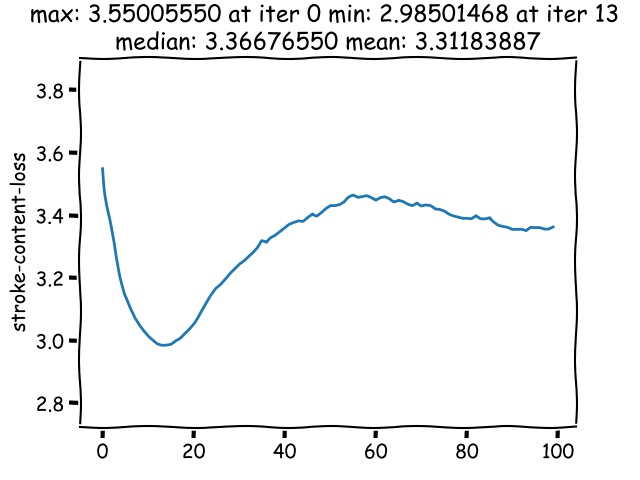 max: 3.55005550 at iter 0 min: 2.98501468 at iter 13
median: 3.36676550 mean: 3.31183887
3.8
3.6
3.4
3.2
3.0
2.8
stroke-content-loss
0 20 40 60 80 100